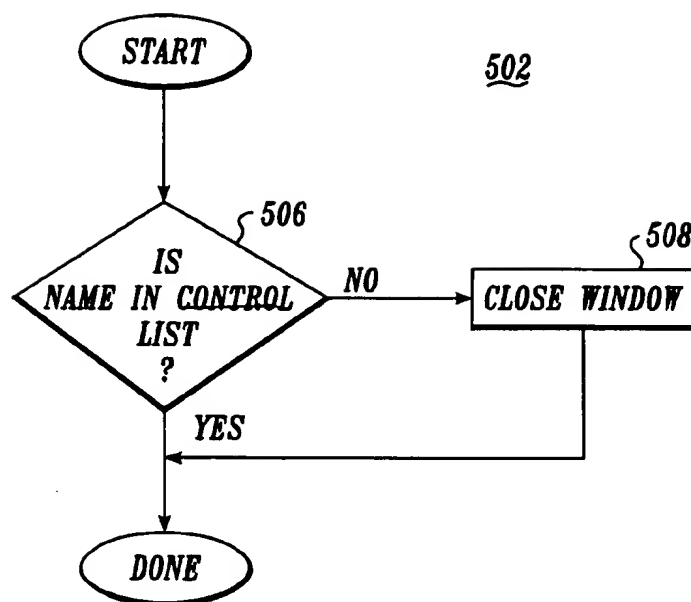 START
502
506
IS
NAME IN CONTROL
LIST
?
NO
508
CLOSE WINDOW
YES
DONE